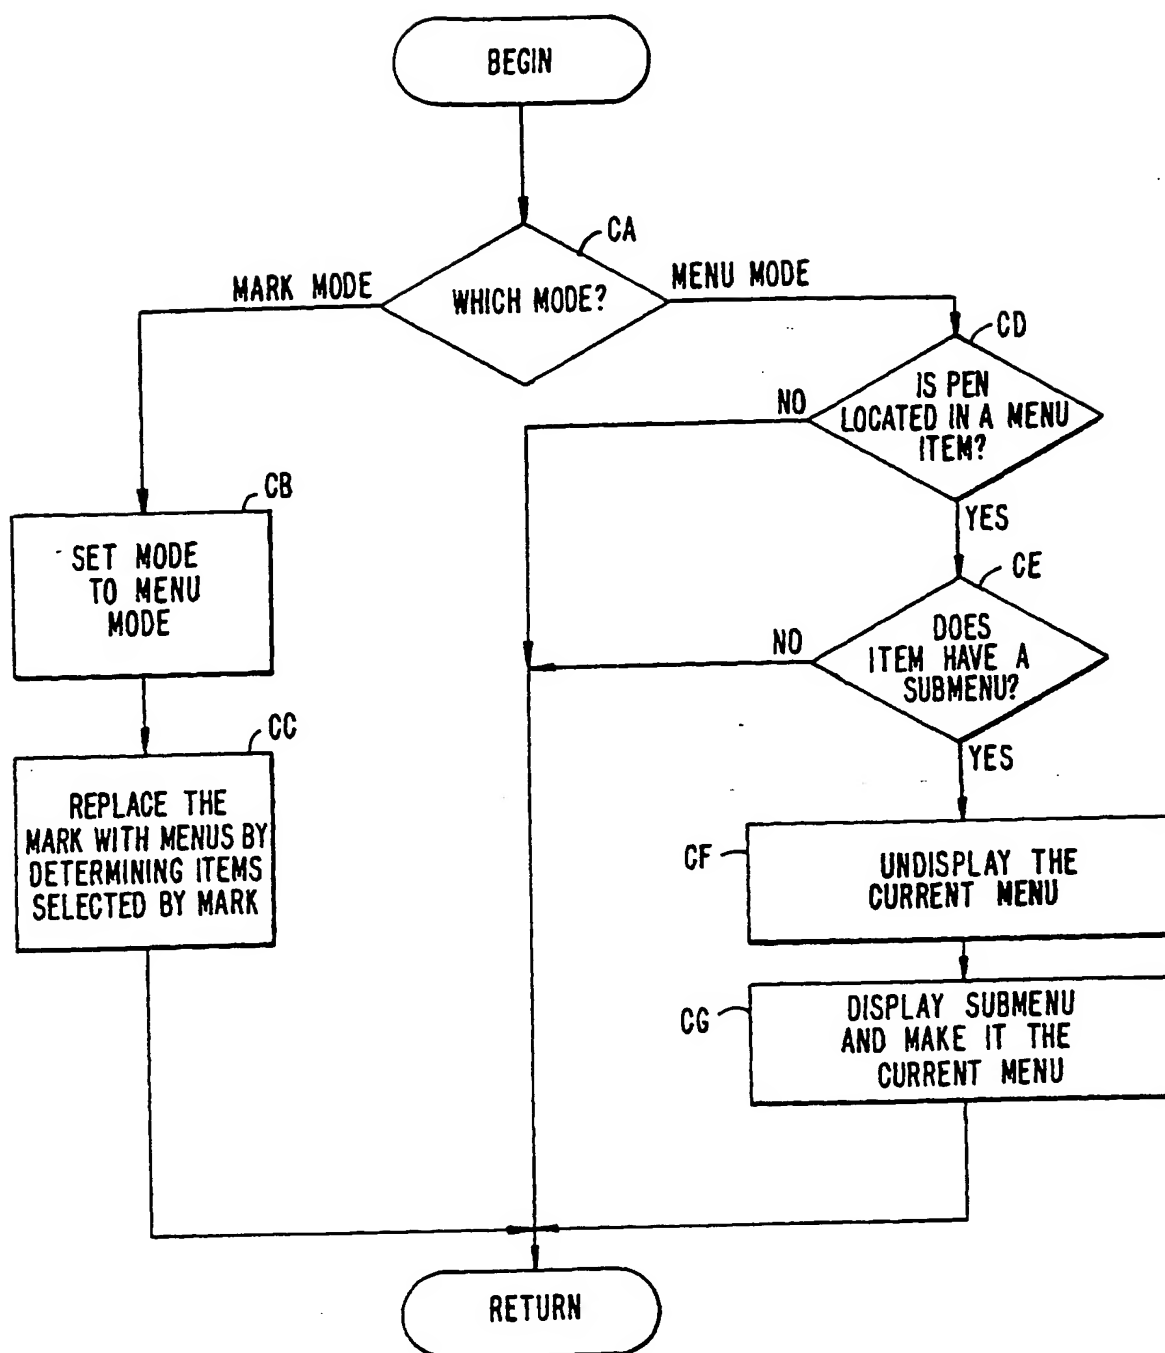 BEGIN
CA
MARK MODE
WHICH MODE?
MENU MODE
CD
IS PEN
LOCATED IN A MENU
ITEM?
NO
YES
CB
SET MODE
TO MENU
MODE
CE
DOES
ITEM HAVE A
SUBMENU?
NO
YES
CC
REPLACE THE
MARK WITH MENUS BY
DETERMINING ITEMS
SELECTED BY MARK
CF
UNDISPLAY THE
CURRENT MENU
CG
DISPLAY SUBMENU
AND MAKE IT THE
CURRENT MENU
RETURN